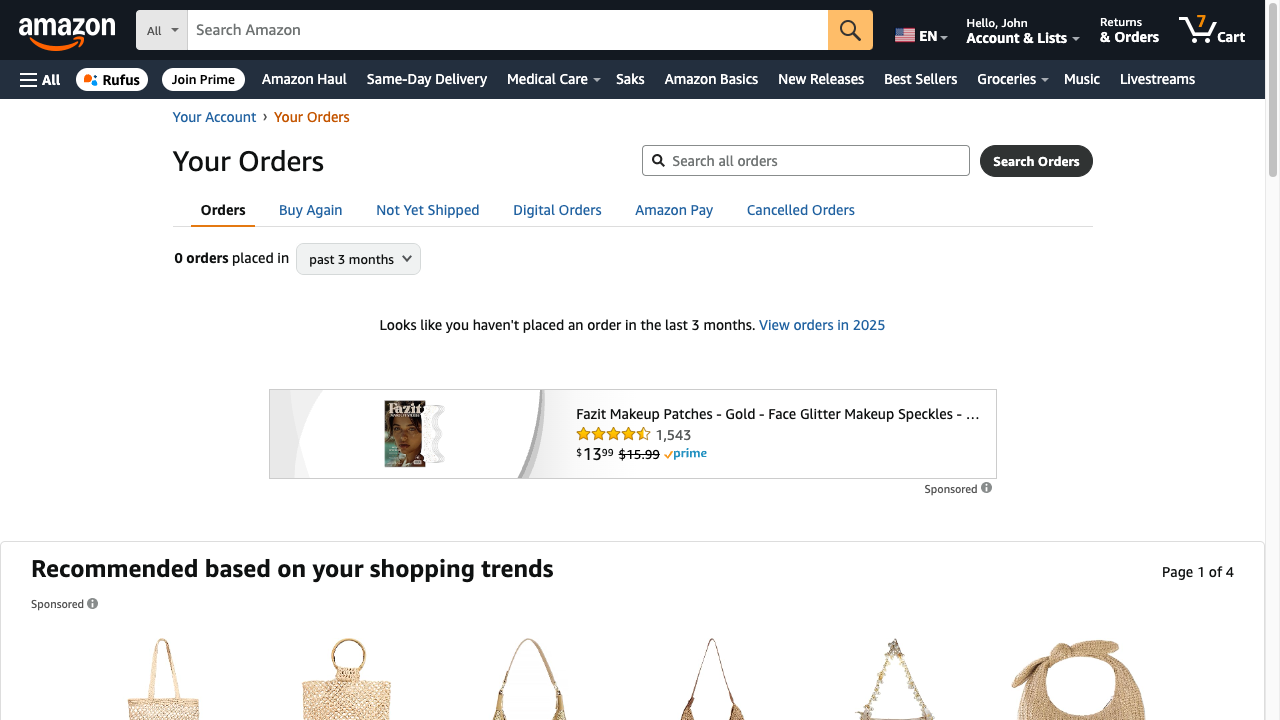 amazon
All
Search Amazon
EN
Hello, John
Account & Lists
Returns
& Orders
7
Cart
All
Rufus
Join Prime
Amazon Haul
Same-Day Delivery
Medical Care
Saks
Amazon Basics
New Releases
Best Sellers
Groceries
Music
Livestreams
Your Account › Your Orders
Your Orders
Search all orders
Search Orders
Orders
Buy Again
Not Yet Shipped
Digital Orders
Amazon Pay
Cancelled Orders
0 orders placed in past 3 months
Looks like you haven't placed an order in the last 3 months. View orders in 2025
Fazit
Fazit Makeup Patches - Gold - Face Glitter Makeup Speckles - …
1,543
$13.99 $15.99 prime
Sponsored
Recommended based on your shopping trends
Page 1 of 4
Sponsored